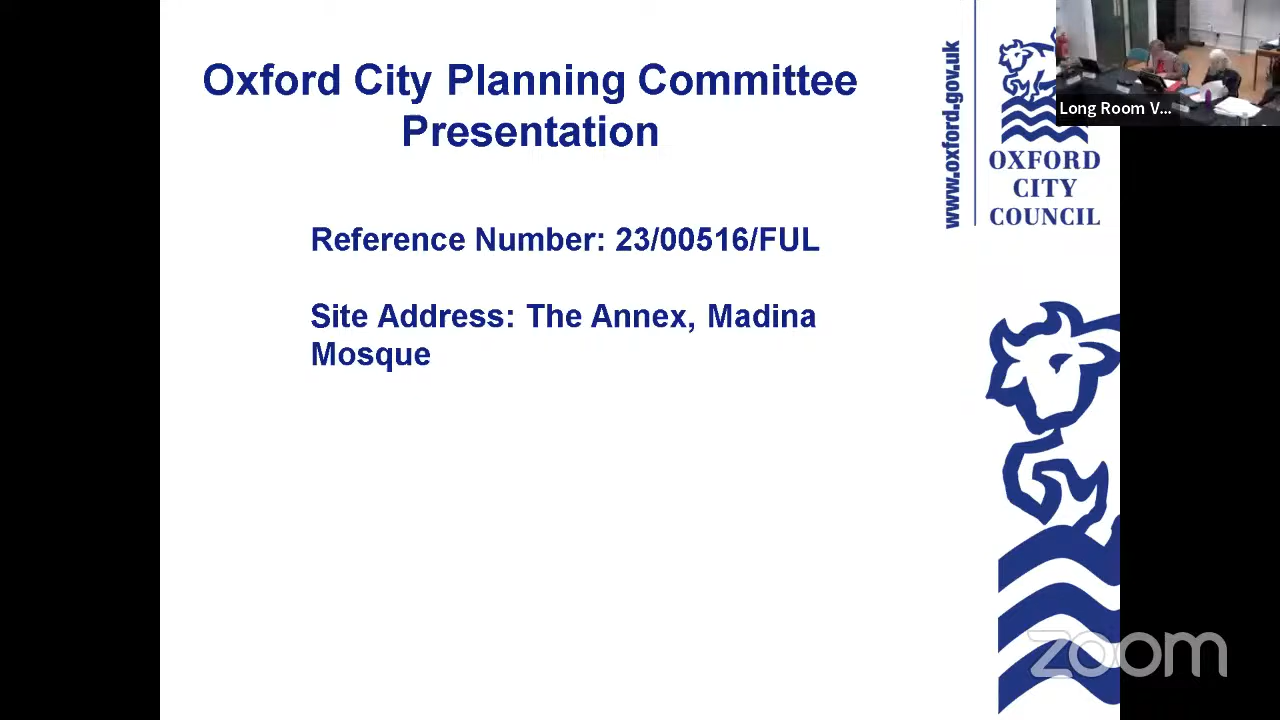 Oxford City Planning Committee
Presentation
Reference Number: 23/00516/FUL
Site Address: The Annex, Madina
Mosque
www.oxford.gov.uk
OXFORD
CITY
COUNCIL
Long Room V...
zoom